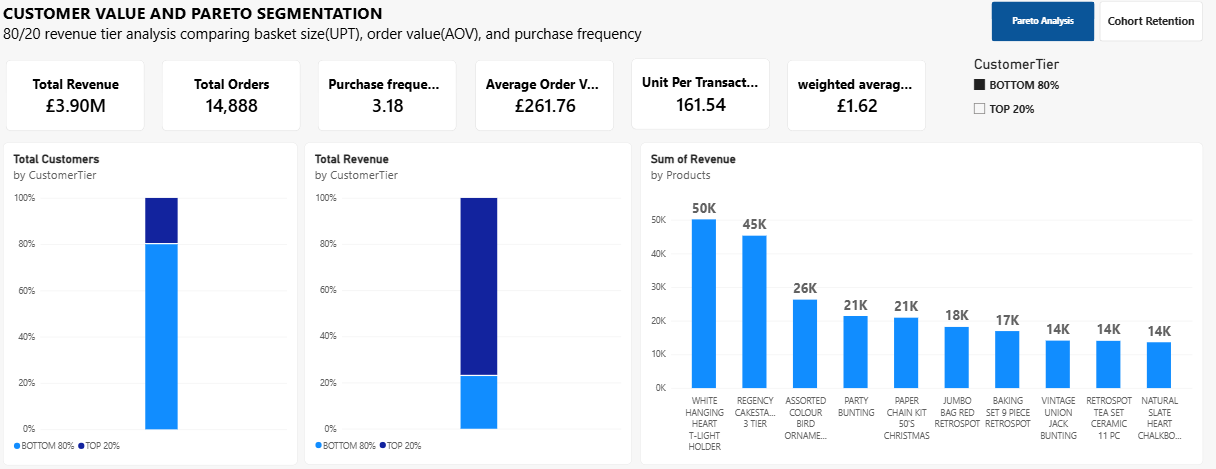 CUSTOMER VALUE AND PARETO SEGMENTATION
80/20 revenue tier analysis comparing basket size(UPT), order value(AOV), and purchase frequency
Pareto Analysis
Cohort Retention
Total Revenue
£3.90M
Total Orders
14,888
Purchase freque...
3.18
Average Order V...
£261.76
Unit Per Transact...
161.54
weighted averag...
£1.62
CustomerTier
BOTTOM 80%
TOP 20%
Total Customers
by CustomerTier
100%
80%
60%
40%
20%
0%
BOTTOM 80% TOP 20%
Total Revenue
by CustomerTier
100%
80%
60%
40%
20%
0%
BOTTOM 80% TOP 20%
Sum of Revenue
by Products
50K
40K
30K
20K
10K
0K
50K
45K
26K
21K
21K
18K
17K
14K
14K
14K
WHITE
HANGING
HEART
T-LIGHT
HOLDER
REGENCY
CAKESTA...
3 TIER
ASSORTED
COLOUR
BIRD
ORNAME...
PARTY
BUNTING
PAPER
CHAIN KIT
50'S
CHRISTMAS
JUMBO
BAG RED
RETROSPOT
BAKING
SET 9 PIECE
RETROSPOT
VINTAGE
UNION
JACK
BUNTING
RETROSPOT
TEA SET
CERAMIC
11 PC
NATURAL
SLATE
HEART
CHALKBO...